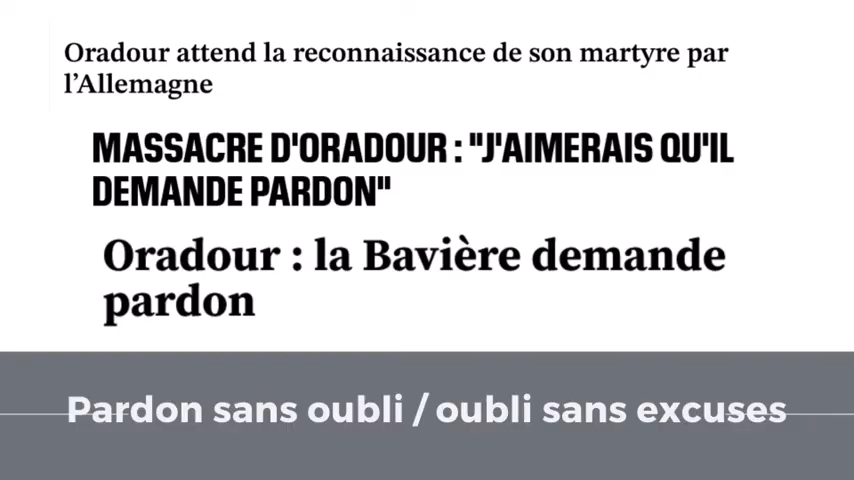 Oradour attend la reconnaissance de son martyre par
l’Allemagne
MASSACRE D'ORADOUR : "J'AIMERAIS QU'IL
DEMANDE PARDON"
Oradour : la Bavière demande
pardon
Pardon sans oubli / oubli sans excuses